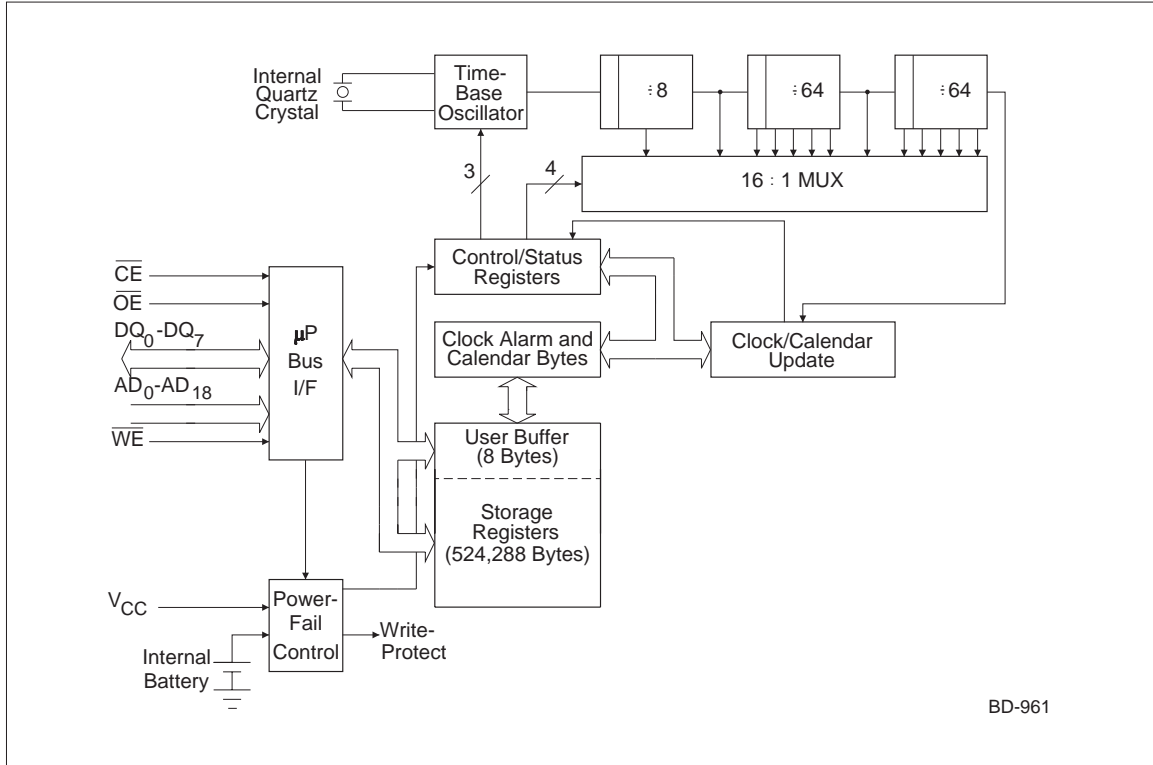 Internal
Quartz
Crystal
Time-
Base
Oscillator
÷8
÷64
÷64
3
4
16 : 1 MUX
Control/Status
Registers
CE
OE
DQ0-DQ7
AD0-AD18
WE
µP
Bus
I/F
Clock Alarm and
Calendar Bytes
Clock/Calendar
Update
User Buffer
(8 Bytes)
Storage
Registers
(524,288 Bytes)
VCC
Power-
Fail
Control
Write-
Protect
Internal
Battery
BD-961